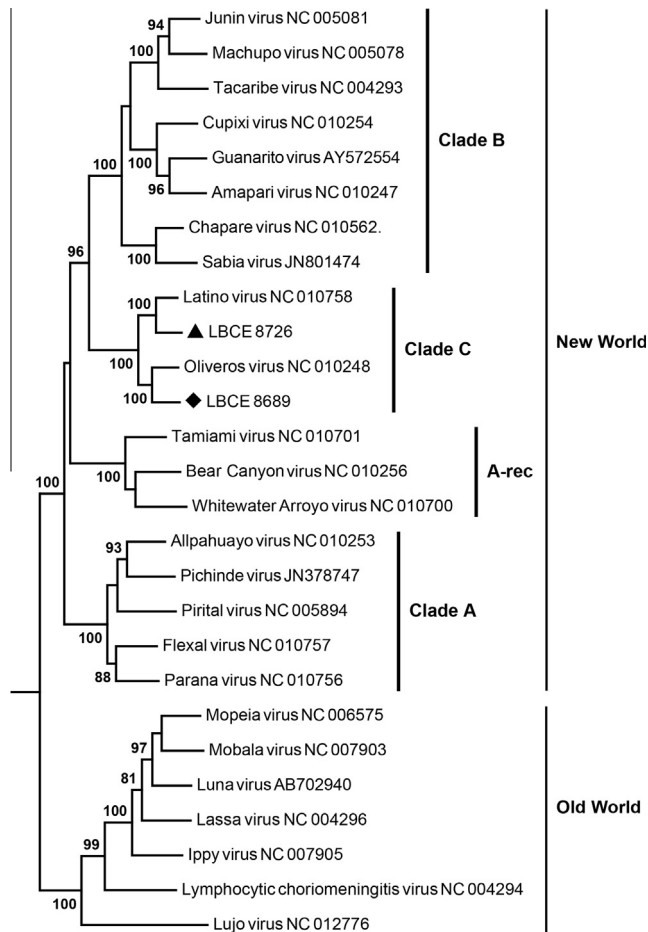 Junin virus NC 005081
94
Machupo virus NC 005078
100
Tacaribe virus NC 004293
Cupixi virus NC 010254
Clade B
100
100
Guanarito virus AY572554
96
Amapari virus NC 010247
Chapare virus NC 010562.
96
100
Sabia virus JN801474
Latino virus NC 010758
100
LBCE 8726
New World
Clade C
100
Oliveros virus NC 010248
100
LBCE 8689
Tamiami virus NC 010701
100
Bear Canyon virus NC 010256
A-rec
100
Whitewater Arroyo virus NC 010700
Allpahuayo virus NC 010253
93
Pichinde virus JN378747
Pirital virus NC 005894
Clade A
100
Flexal virus NC 010757
88
Parana virus NC 010756
Mopeia virus NC 006575
97
Mobala virus NC 007903
81
Luna virus AB702940
Old World
100
Lassa virus NC 004296
99
Ippy virus NC 007905
Lymphocytic choriomeningitis virus NC 004294
100
Lujo virus NC 012776